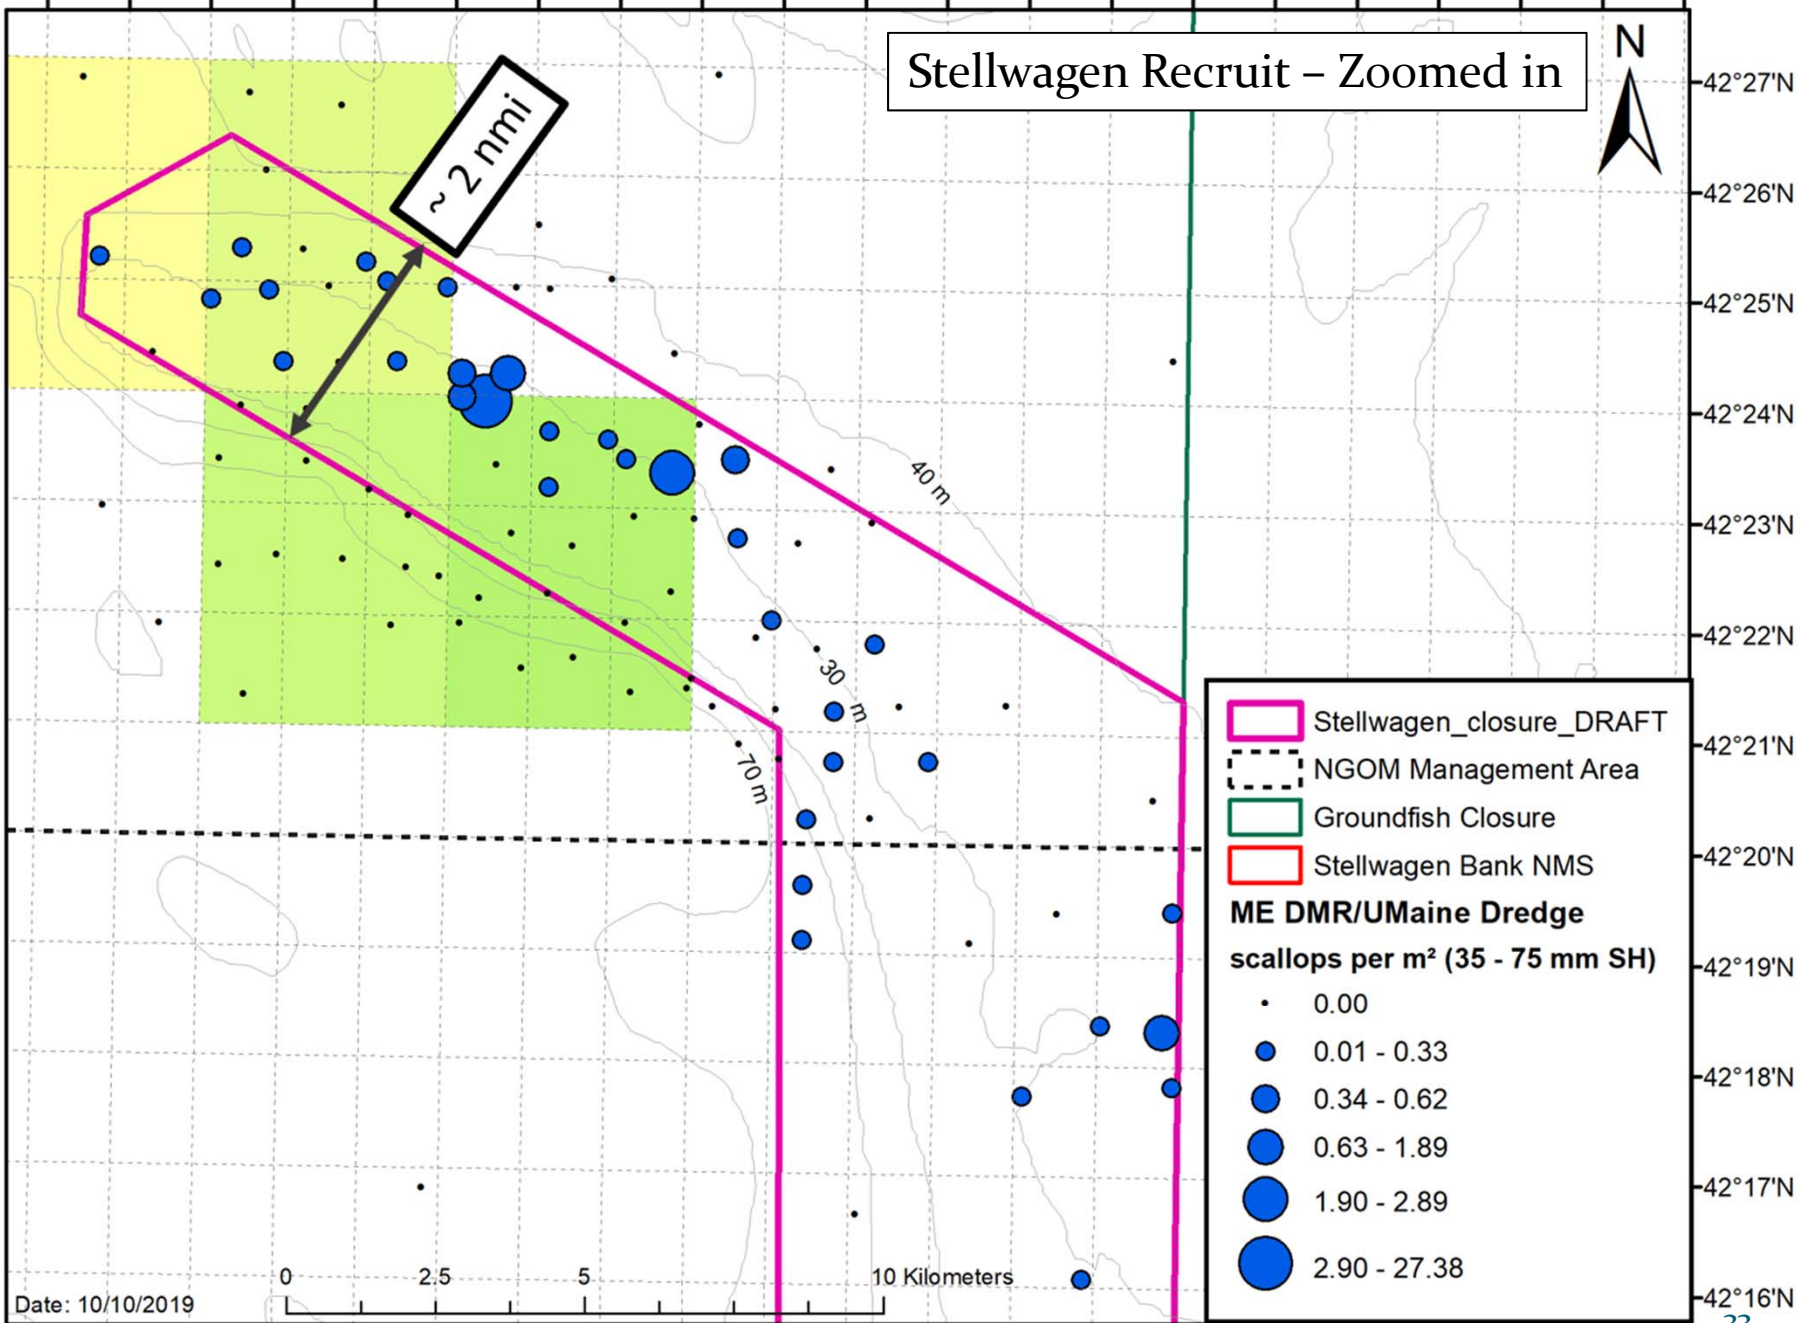 Stellwagen Recruit – Zoomed in
N
~ 2 nmi
42°27'N
42°26'N
42°25'N
42°24'N
42°23'N
42°22'N
42°21'N
42°20'N
42°19'N
42°18'N
42°17'N
42°16'N
40 m
30 m
70 m
Stellwagen_closure_DRAFT
NGOM Management Area
Groundfish Closure
Stellwagen Bank NMS
ME DMR/UMaine Dredge
scallops per m² (35 - 75 mm SH)
0.00
0.01 - 0.33
0.34 - 0.62
0.63 - 1.89
1.90 - 2.89
2.90 - 27.38
0 2.5 5 10 Kilometers
Date: 10/10/2019